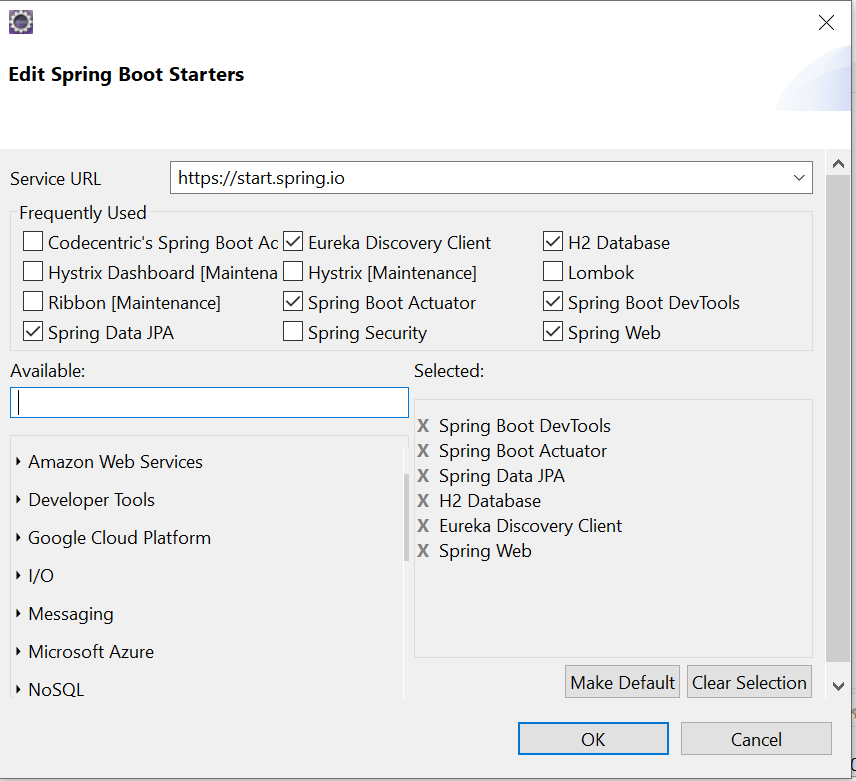 Edit Spring Boot Starters
Service URL
https://start.spring.io
Frequently Used
Codecentric's Spring Boot Ac
Eureka Discovery Client
H2 Database
Hystrix Dashboard [Maintena
Hystrix [Maintenance]
Lombok
Ribbon [Maintenance]
Spring Boot Actuator
Spring Boot DevTools
Spring Data JPA
Spring Security
Spring Web
Available:
Selected:
Amazon Web Services
Developer Tools
Google Cloud Platform
I/O
Messaging
Microsoft Azure
NoSQL
X Spring Boot DevTools
X Spring Boot Actuator
X Spring Data JPA
X H2 Database
X Eureka Discovery Client
X Spring Web
Make Default
Clear Selection
OK
Cancel